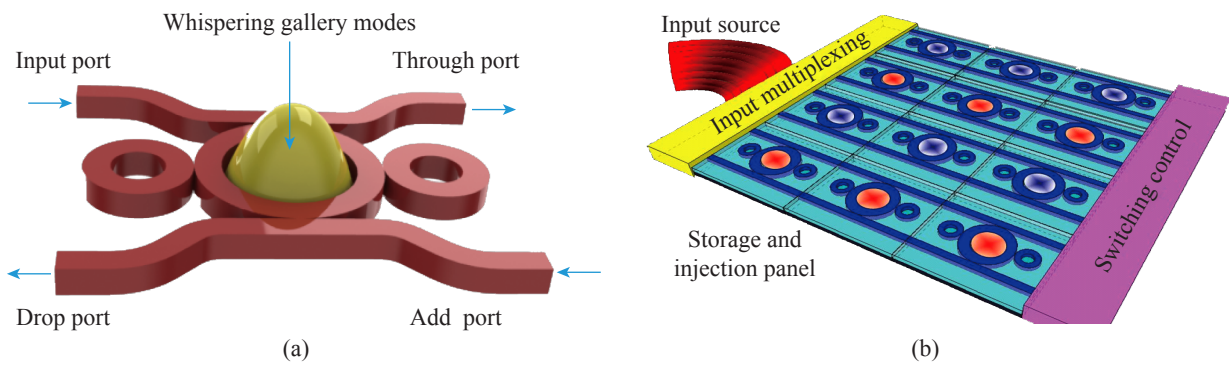 Whispering gallery modes
Input port
Through port
Drop port
Add port
(a)
Input source
Input multiplexing
Storage and
injection panel
Switching control
(b)